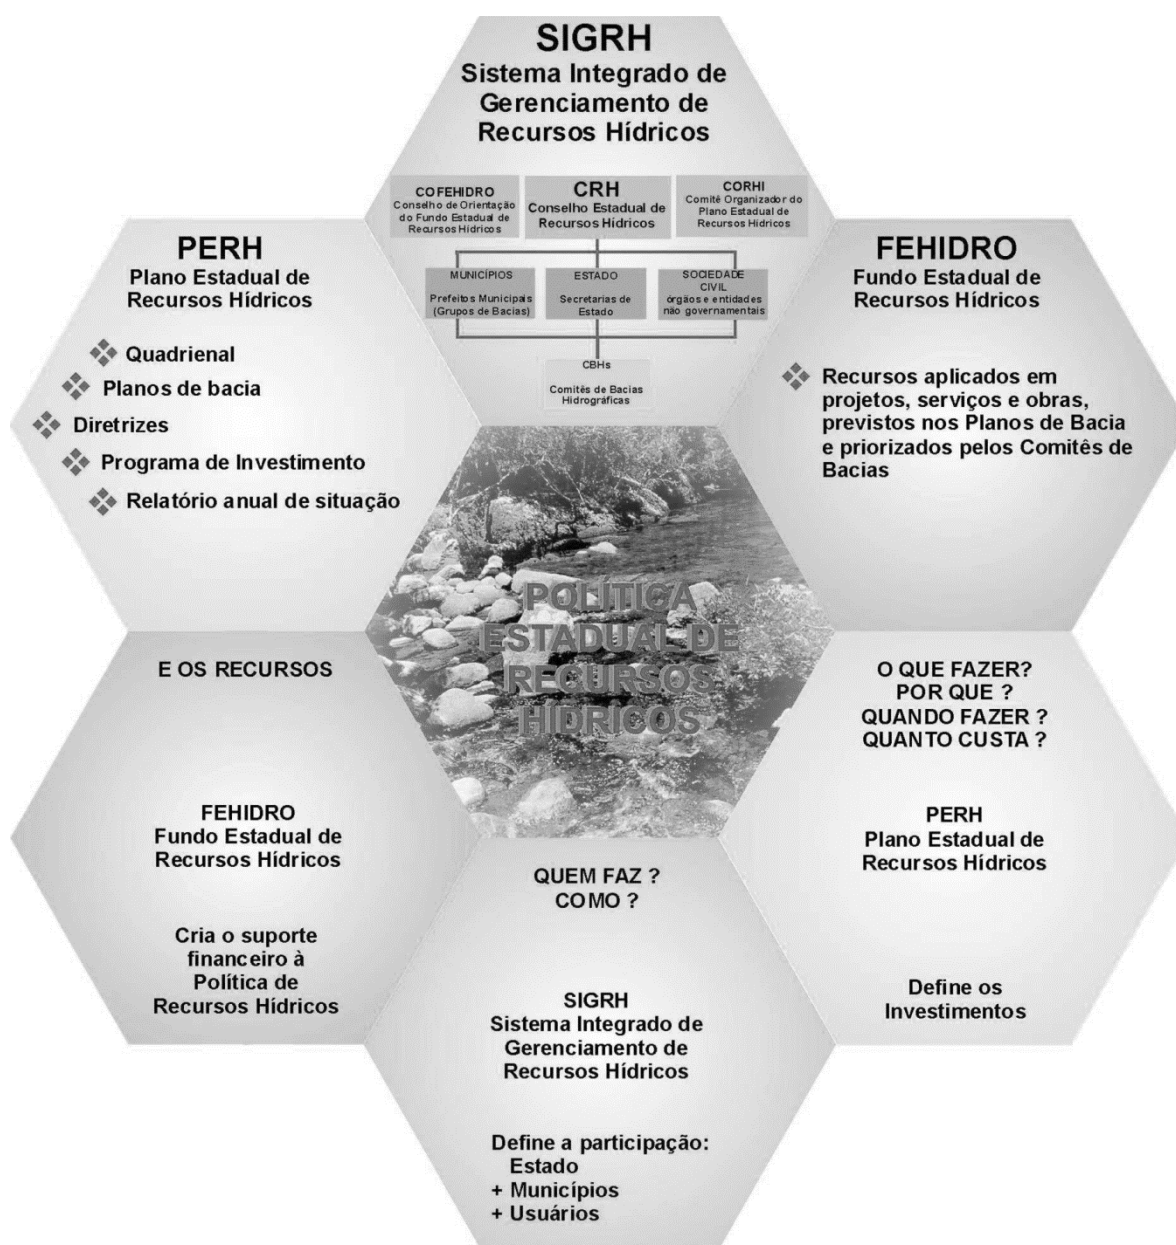 SIGRH
Sistema Integrado de
Gerenciamento de
Recursos Hídricos
COFEHIDRO
Conselho de Orientação
do Fundo Estadual de
Recursos Hídricos
CRH
Conselho Estadual de
Recursos Hídricos
CORHI
Comitê Organizador do
Plano Estadual de
Recursos Hídricos
MUNICÍPIOS
Prefeitos Municipais
(Grupos de Bacias)
ESTADO
Secretarias de
Estado
SOCIEDADE
CIVIL
órgãos e entidades
não governamentais
CBHs
Comitês de Bacias
Hidrográficas
PERH
Plano Estadual de
Recursos Hídricos
Quadrienal
Planos de bacia
Diretrizes
Programa de Investimento
Relatório anual de situação
FEHIDRO
Fundo Estadual de
Recursos Hídricos
Recursos aplicados em
projetos, serviços e obras,
previstos nos Planos de Bacia
e priorizados pelos Comitês de
Bacias
POLÍTICA
ESTADUAL DE
RECURSOS
HÍDRICOS
E OS RECURSOS
FEHIDRO
Fundo Estadual de
Recursos Hídricos
Cria o suporte
financeiro à
Política de
Recursos Hídricos
O QUE FAZER?
POR QUE ?
QUANDO FAZER ?
QUANTO CUSTA ?
PERH
Plano Estadual de
Recursos Hídricos
Define os
Investimentos
QUEM FAZ ?
COMO ?
SIGRH
Sistema Integrado de
Gerenciamento de
Recursos Hídricos
Define a participação:
Estado
+ Municípios
+ Usuários